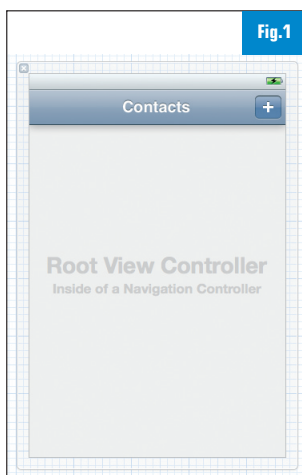 Fig.1
Contacts
+
Root View Controller
Inside of a Navigation Controller